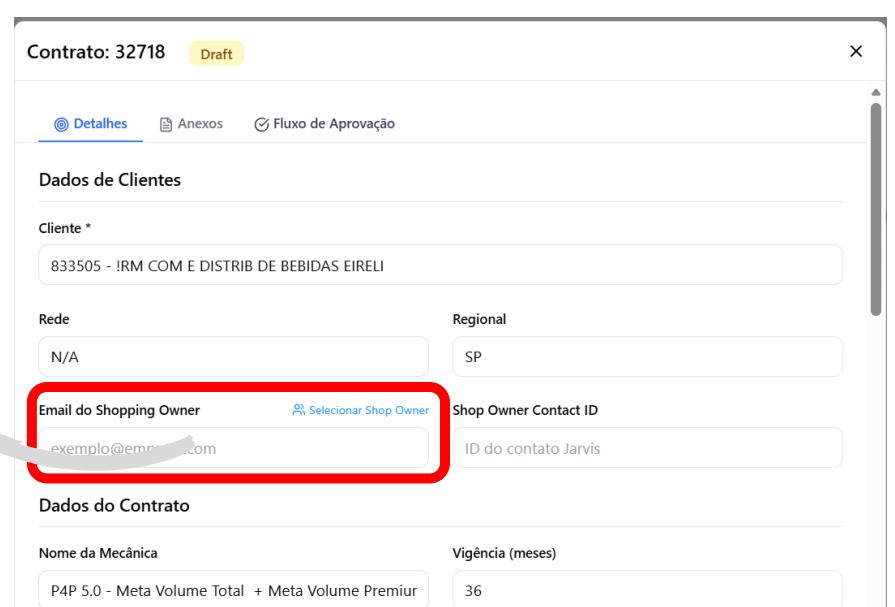 Contrato: 32718 Draft
Detalhes Anexos Fluxo de Aprovação
Dados de Clientes
Cliente *
833505 - !RM COM E DISTRIB DE BEBIDAS EIRELI
Rede Regional
N/A SP
Email do Shopping Owner Selecionar Shop Owner Shop Owner Contact ID
ID do contato Jarvis
Dados do Contrato
Nome da Mecânica Vigência (meses)
P4P 5.0 - Meta Volume Total + Meta Volume Premiur 36